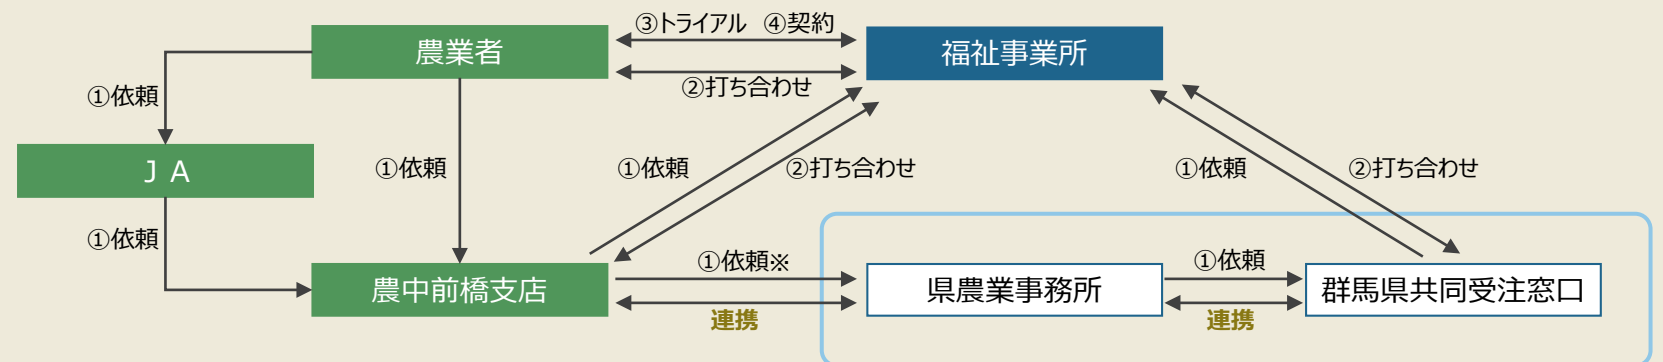 ③トライアル ④契約
農業者
福祉事業所
②打ち合わせ
①依頼
ＪＡ
①依頼
①依頼
②打ち合わせ
①依頼
②打ち合わせ
①依頼
①依頼※
①依頼
農中前橋支店
県農業事務所
群馬県共同受注窓口
連携
連携